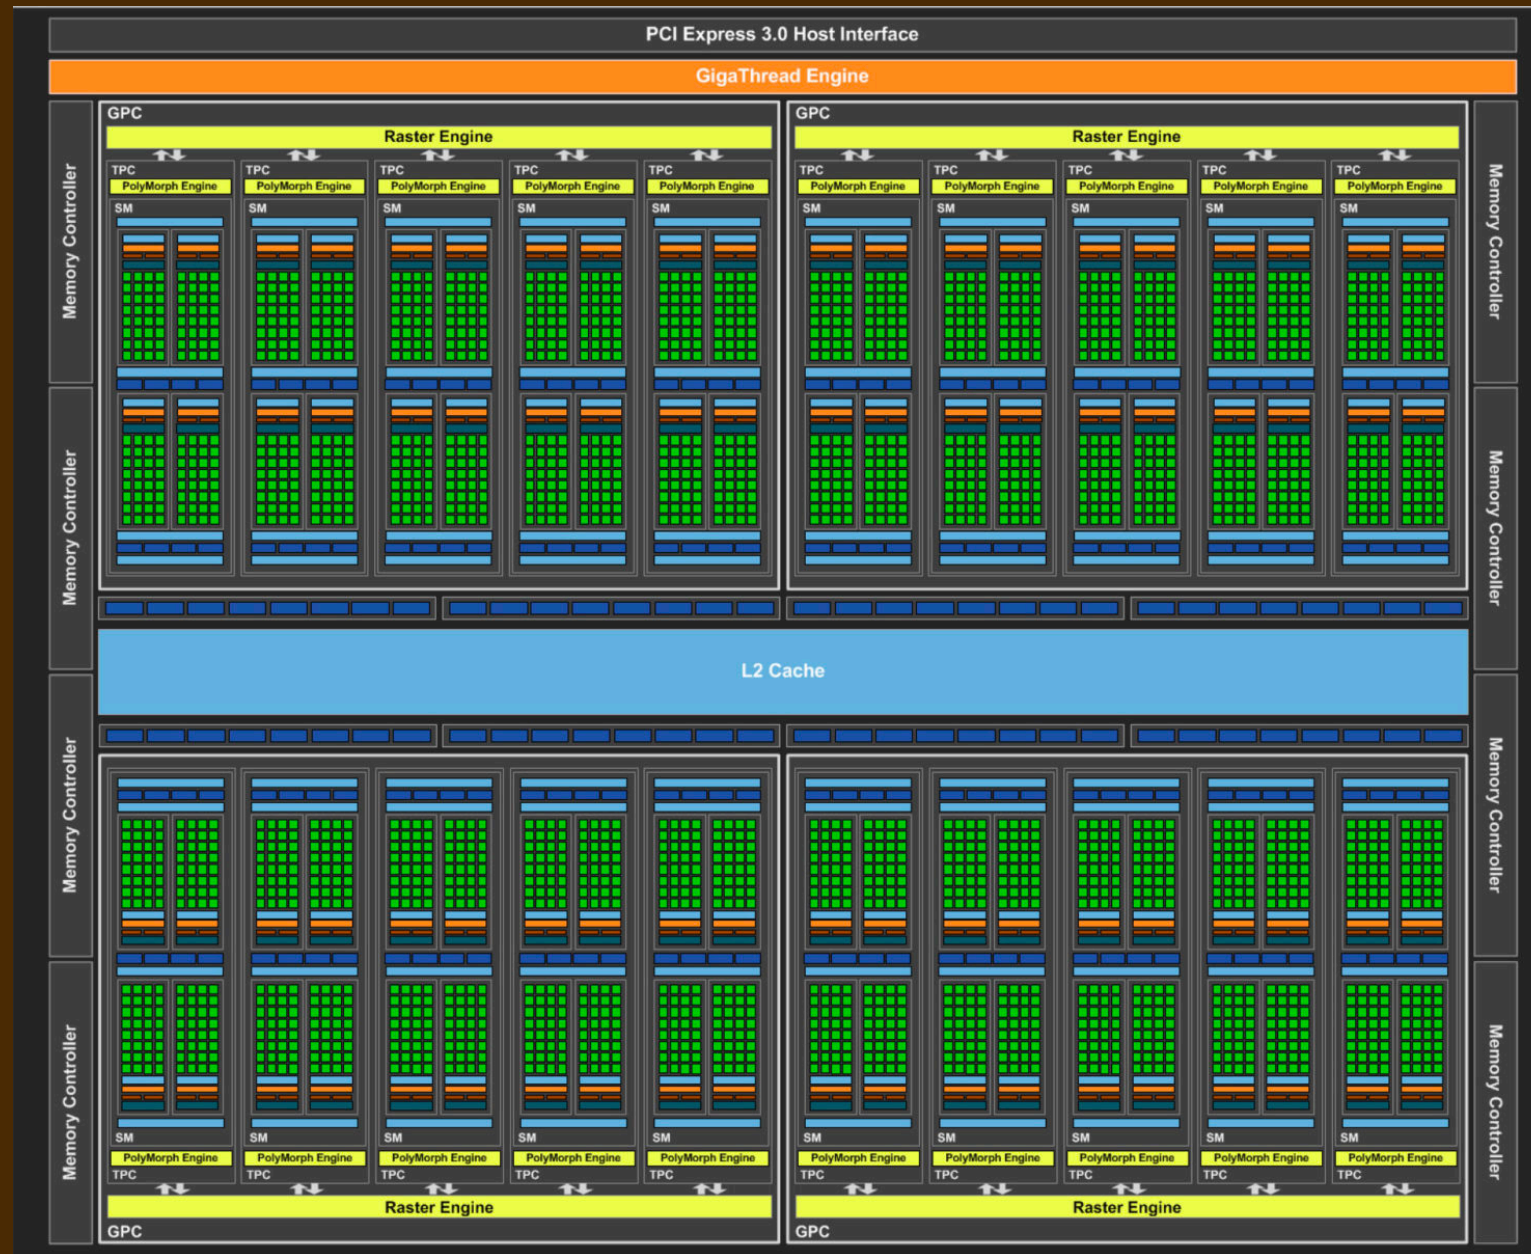 PCI Express 3.0 Host Interface
GigaThread Engine
Memory Controller
Memory Controller
Memory Controller
Memory Controller
GPC
Raster Engine
TPC TPC TPC TPC TPC
PolyMorph Engine PolyMorph Engine PolyMorph Engine PolyMorph Engine PolyMorph Engine
SM SM SM SM SM
GPC
Raster Engine
TPC TPC TPC TPC TPC
PolyMorph Engine PolyMorph Engine PolyMorph Engine PolyMorph Engine PolyMorph Engine
SM SM SM SM SM
L2 Cache
SM SM SM SM SM
PolyMorph Engine PolyMorph Engine PolyMorph Engine PolyMorph Engine PolyMorph Engine
TPC TPC TPC TPC TPC
Raster Engine
GPC
SM SM SM SM SM
PolyMorph Engine PolyMorph Engine PolyMorph Engine PolyMorph Engine PolyMorph Engine
TPC TPC TPC TPC TPC
Raster Engine
GPC
Memory Controller
Memory Controller
Memory Controller
Memory Controller